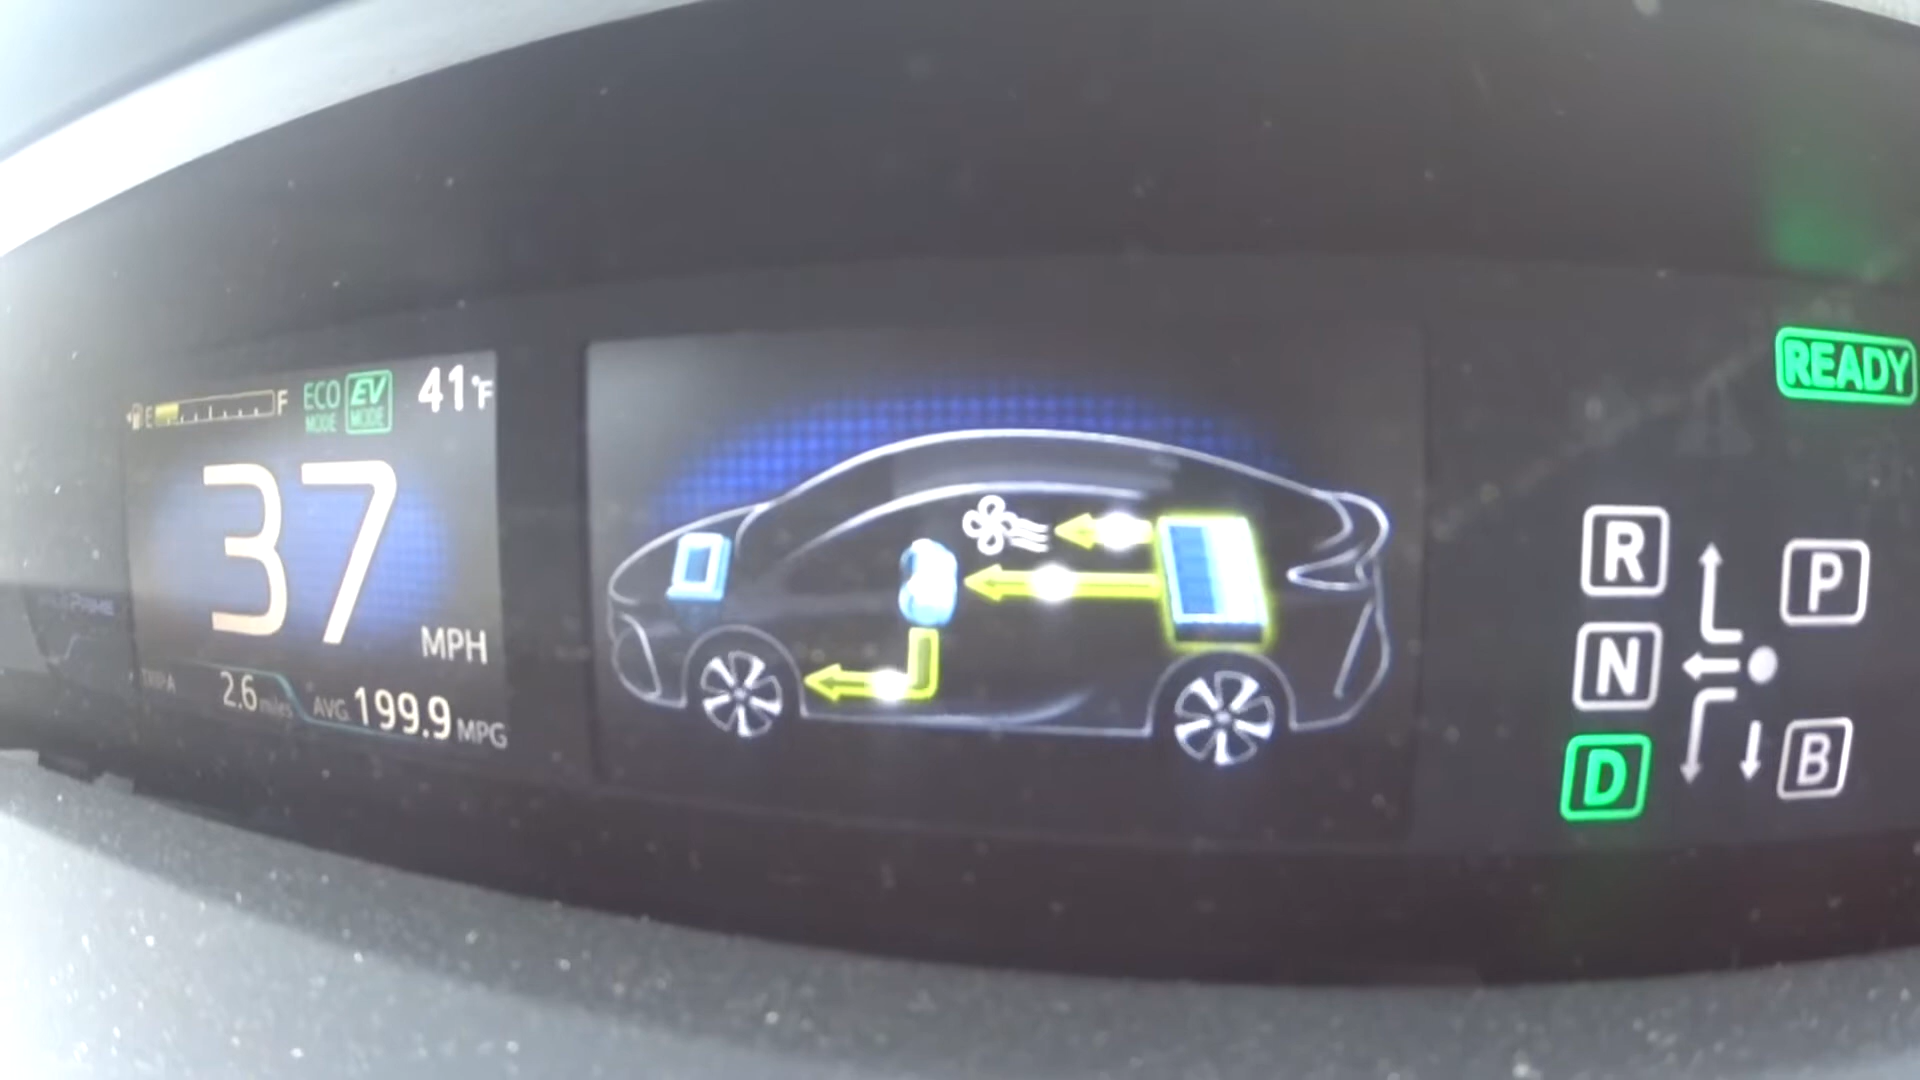 E F ECO MODE EV MODE 41°F
37 MPH
TRIP A 2.6 miles AVG 199.9 MPG
READY
R P
N
D B